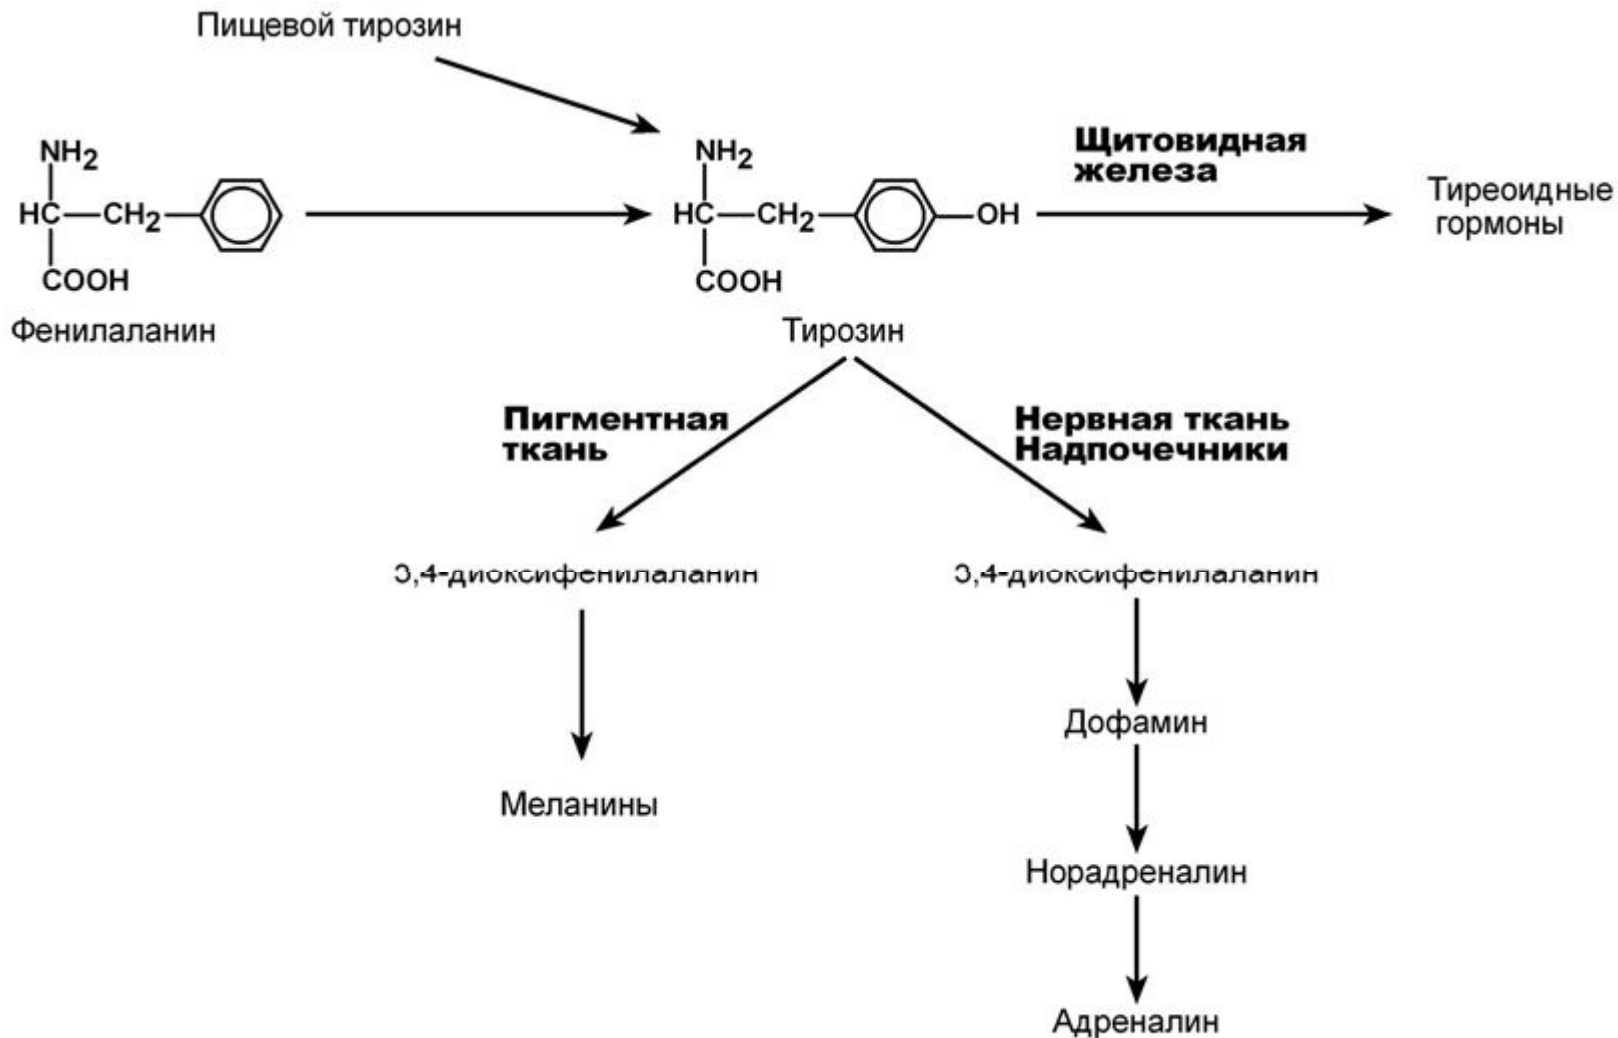 Пищевой тирозин
NH2
HC—CH2
COOH
Фенилаланин
NH2
HC—CH2—OH
COOH
Тирозин
Щитовидная
железа
Тиреоидные
гормоны
Пигментная
ткань
Нервная ткань
Надпочечники
3,4-диоксифенилаланин
3,4-диоксифенилаланин
Дофамин
Меланины
Норадреналин
Адреналин